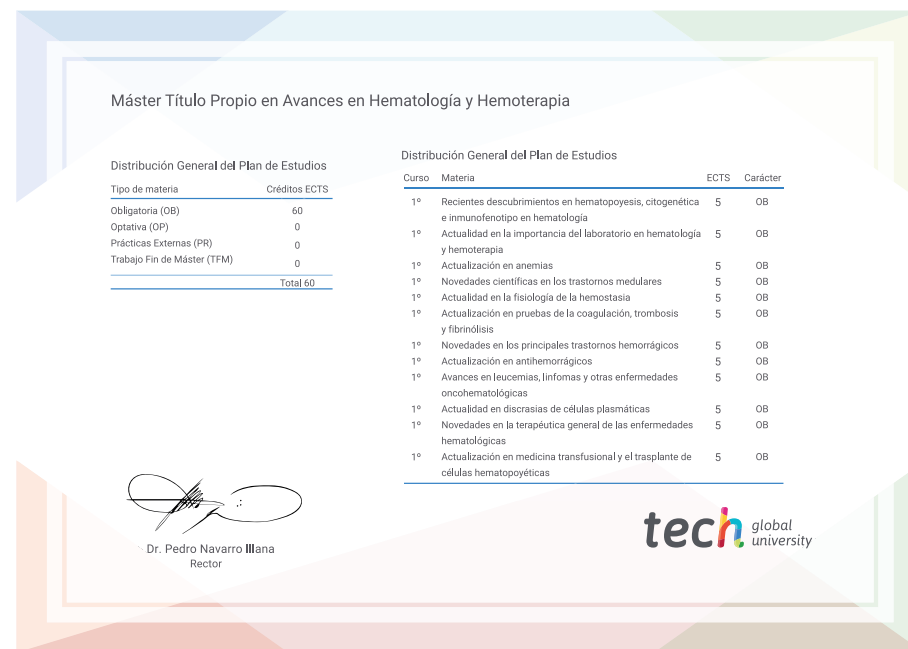 Máster Título Propio en Avances en Hematología y Hemoterapia
Distribución General del Plan de Estudios
Tipo de materia Créditos ECTS
Obligatoria (OB) 60
Optativa (OP) 0
Prácticas Externas (PR) 0
Trabajo Fin de Máster (TFM) 0
Total 60
Distribución General del Plan de Estudios
Curso Materia ECTS Carácter
1º Recientes descubrimientos en hematopoyesis, citogenética 5 OB
e inmunofenotipo en hematología
1º Actualidad en la importancia del laboratorio en hematología 5 OB
y hemoterapia
1º Actualización en anemias 5 OB
1º Novedades científicas en los trastornos medulares 5 OB
1º Actualidad en la fisiología de la hemostasia 5 OB
1º Actualización en pruebas de la coagulación, trombosis 5 OB
y fibrinólisis
1º Novedades en los principales trastornos hemorrágicos 5 OB
1º Actualización en antihemorrágicos 5 OB
1º Avances en leucemias, linfomas y otras enfermedades 5 OB
oncohematológicas
1º Actualidad en discrasias de células plasmáticas 5 OB
1º Novedades en la terapéutica general de las enfermedades 5 OB
hematológicas
1º Actualización en medicina transfusional y el trasplante de 5 OB
células hematopoyéticas
Dr. Pedro Navarro Illana
Rector
tech global
university